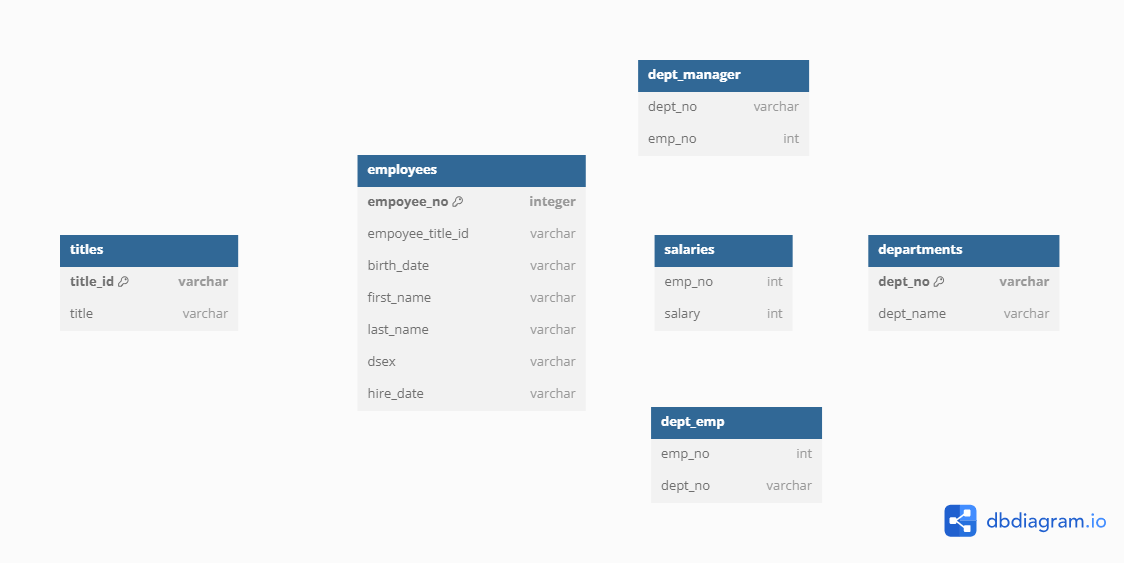 titles
title_id varchar
title varchar
employees
empoyee_no integer
empoyee_title_id varchar
birth_date varchar
first_name varchar
last_name varchar
dsex varchar
hire_date varchar
dept_manager
dept_no varchar
emp_no int
salaries
emp_no int
salary int
dept_emp
emp_no int
dept_no varchar
departments
dept_no varchar
dept_name varchar
dbdiagram.io